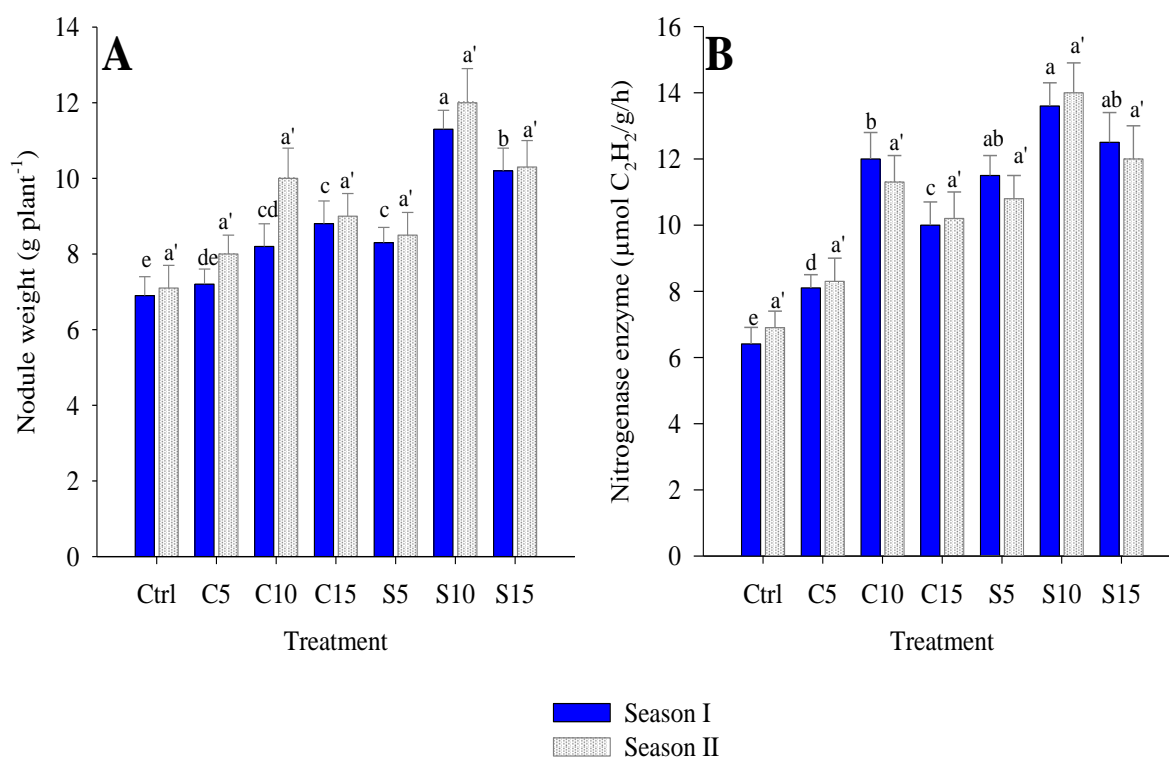 A
Nodule weight (g plant⁻¹)
14
12
10
8
6
4
2
0
e a' de a' cd a' c a' c a' a a' b a'
Ctrl C5 C10 C15 S5 S10 S15
Treatment
B
Nitrogenase enzyme (µmol C₂H₂/g/h)
16
14
12
10
8
6
4
2
0
e a' d a' b a' c a' ab a' a a' ab a'
Ctrl C5 C10 C15 S5 S10 S15
Treatment
Season I
Season II